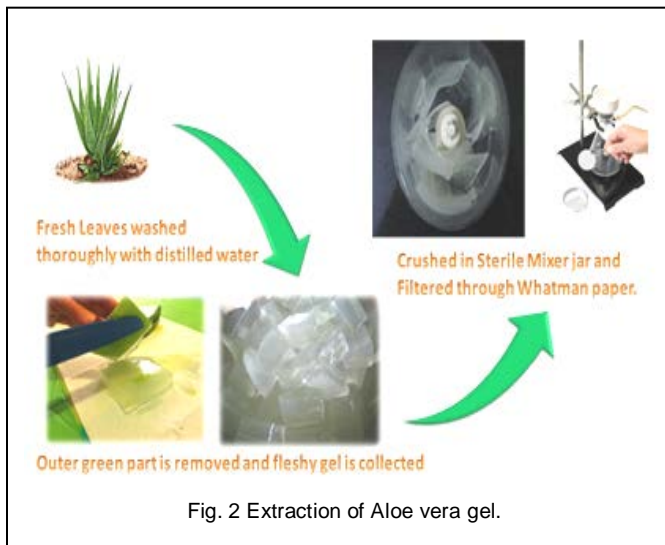 Fresh Leaves washed
thoroughly with distilled water
Crushed in Sterile Mixer jar and
Filtered through Whatman paper.
Outer green part is removed and fleshy gel is collected
Fig. 2 Extraction of Aloe vera gel.